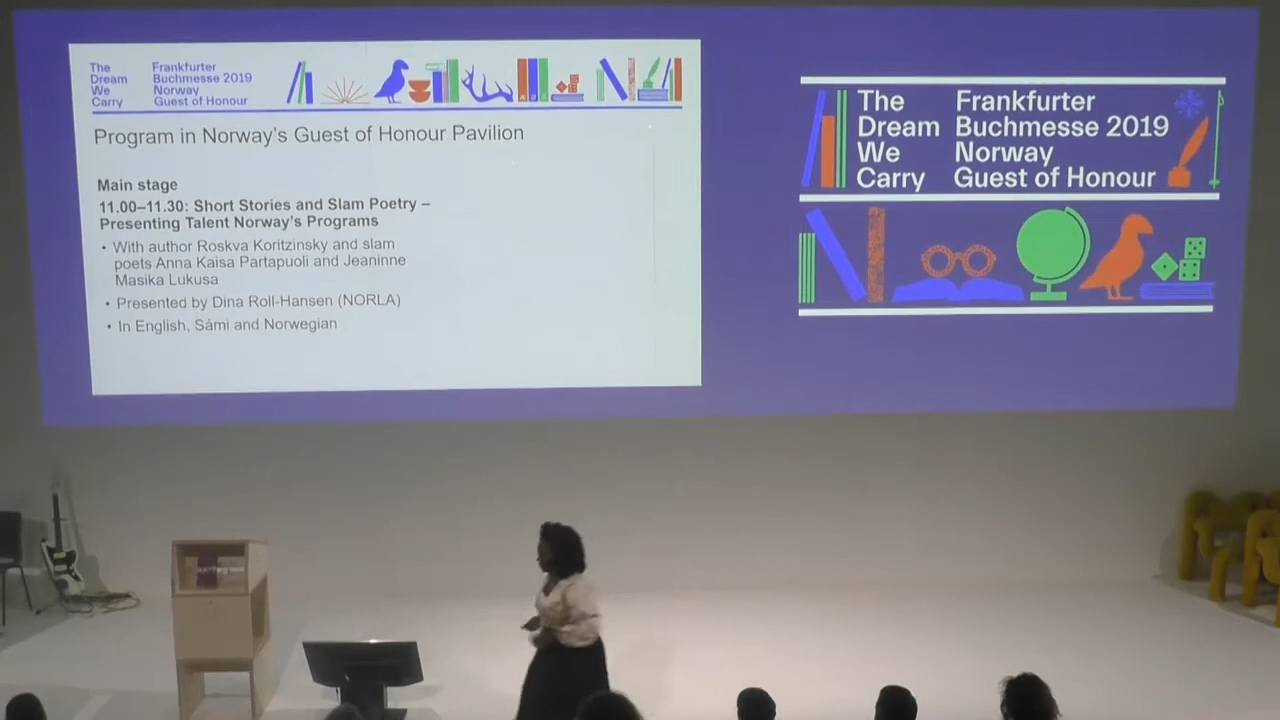 The Dream We Carry
Frankfurter Buchmesse 2019 Norway Guest of Honour
Program in Norway's Guest of Honour Pavilion
Main stage
11.00–11.30: Short Stories and Slam Poetry –
Presenting Talent Norway's Programs
• With author Roskva Koritzinsky and slam
poets Anna Kaisa Partapuoli and Jeaninne
Masika Lukusa
• Presented by Dina Roll-Hansen (NORLA)
• In English, Sámi and Norwegian
The
Dream
We
Carry
Frankfurter
Buchmesse 2019
Norway
Guest of Honour